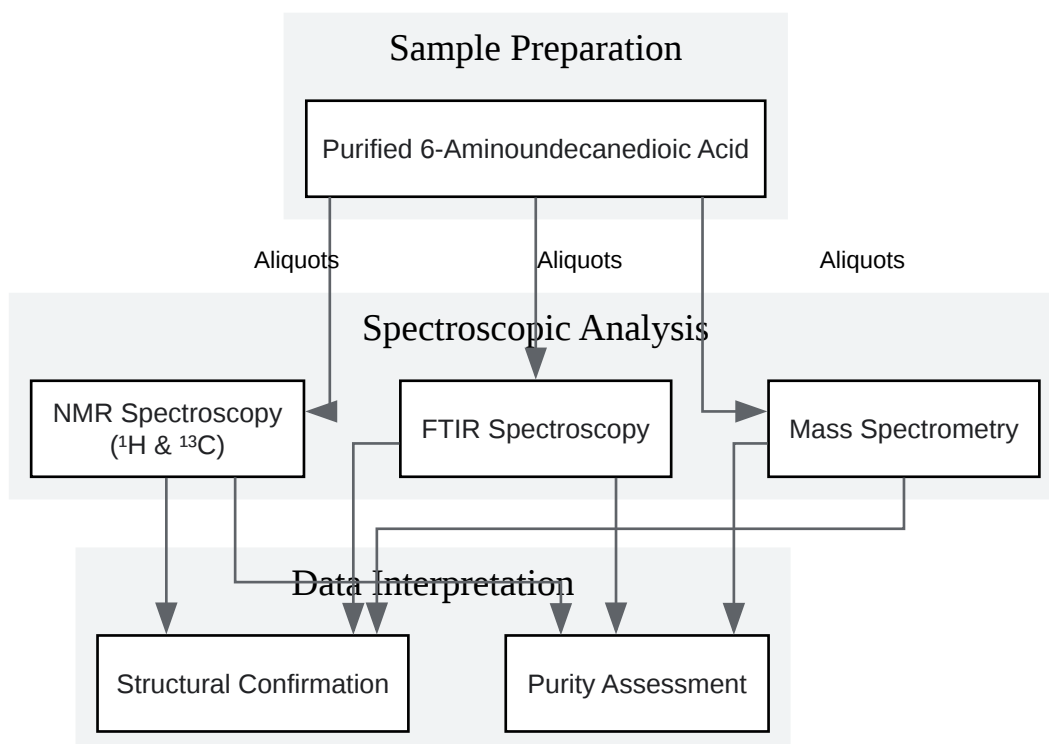 Sample Preparation
Purified 6-Aminoundecanedioic Acid
Aliquots
Aliquots
Aliquots
Spectroscopic Analysis
NMR Spectroscopy
(¹H & ¹³C)
FTIR Spectroscopy
Mass Spectrometry
Data Interpretation
Structural Confirmation
Purity Assessment